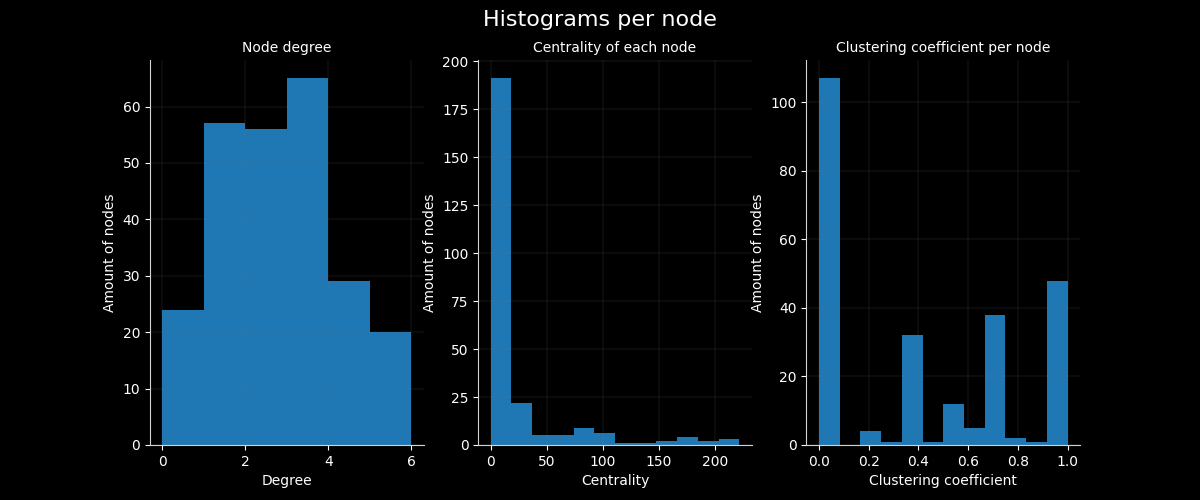 Histograms per node
Node degree
Amount of nodes
60
50
40
30
20
10
0
0 2 4 6
Degree
Centrality of each node
Amount of nodes
200
175
150
125
100
75
50
25
0
0 50 100 150 200
Centrality
Clustering coefficient per node
Amount of nodes
100
80
60
40
20
0
0.0 0.2 0.4 0.6 0.8 1.0
Clustering coefficient